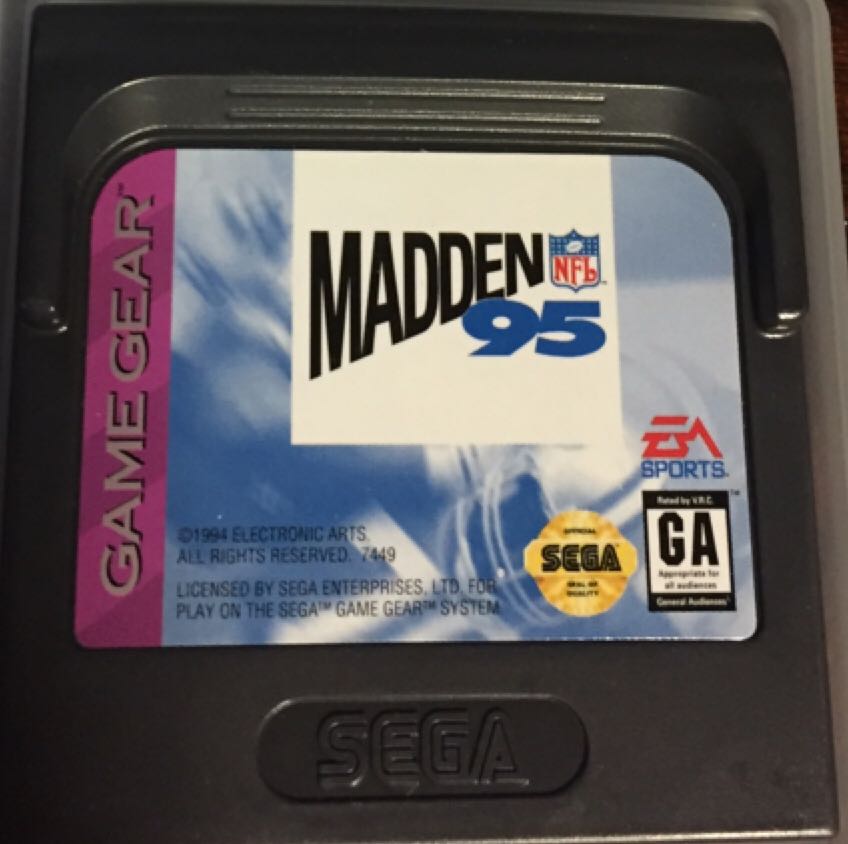 GAME GEAR™
MADDEN
NFL
95
EA
SPORTS
Rated by V.R.C.
GA
Appropriate for
all audiences
General Audiences
©1994 ELECTRONIC ARTS.
ALL RIGHTS RESERVED. 7449
LICENSED BY SEGA ENTERPRISES, LTD. FOR
PLAY ON THE SEGA™ GAME GEAR™ SYSTEM
OFFICIAL
SEGA
SEAL OF
QUALITY
SEGA